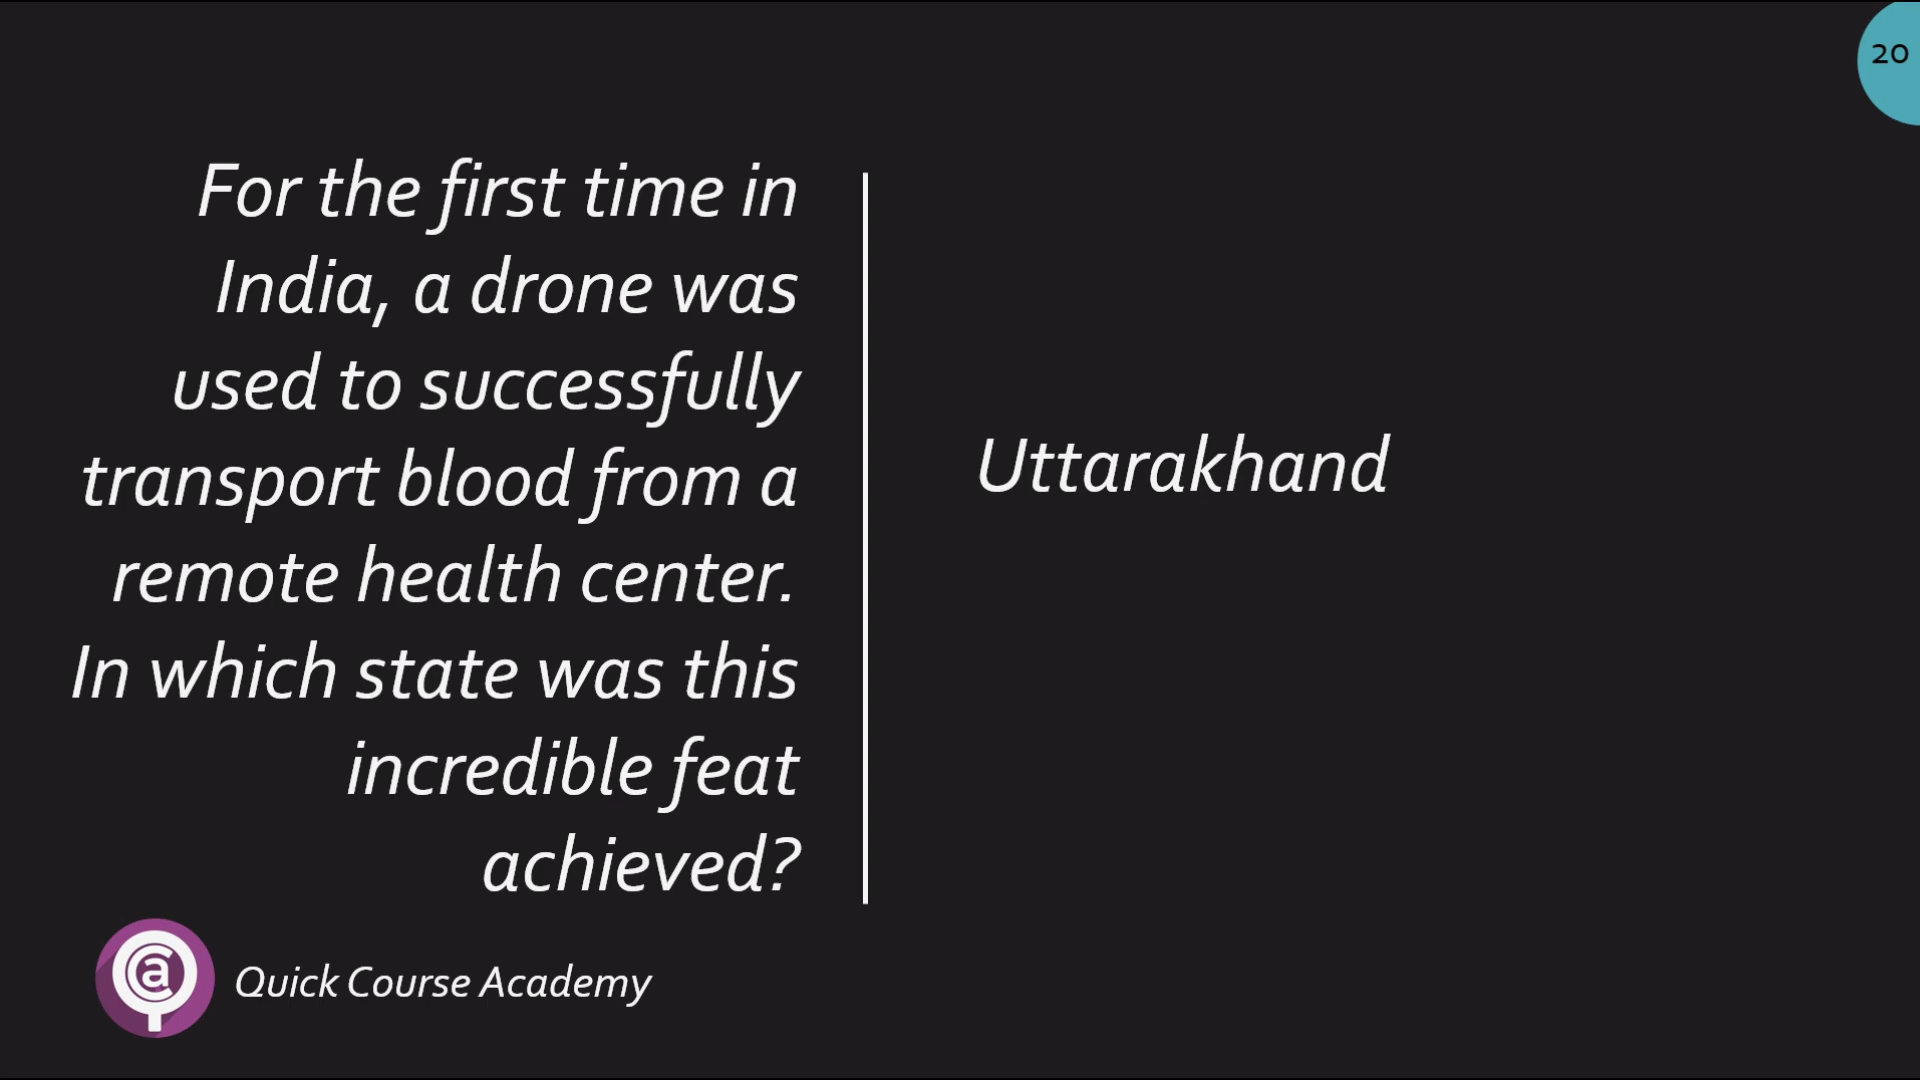 20
For the first time in
India, a drone was
used to successfully
transport blood from a
remote health center.
In which state was this
incredible feat
achieved?
Uttarakhand
Quick Course Academy